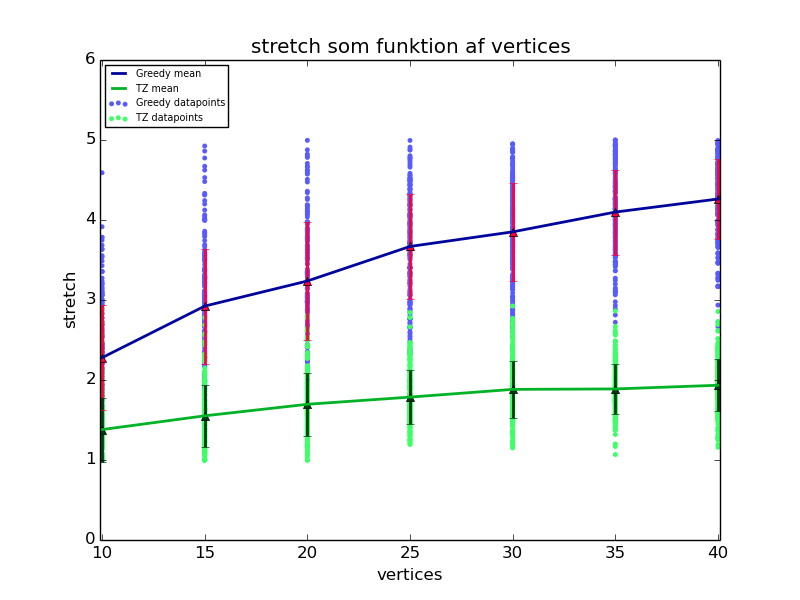 stretch som funktion af vertices
6
5
4
3
2
1
0
stretch
Greedy mean
TZ mean
Greedy datapoints
TZ datapoints
10 15 20 25 30 35 40
vertices